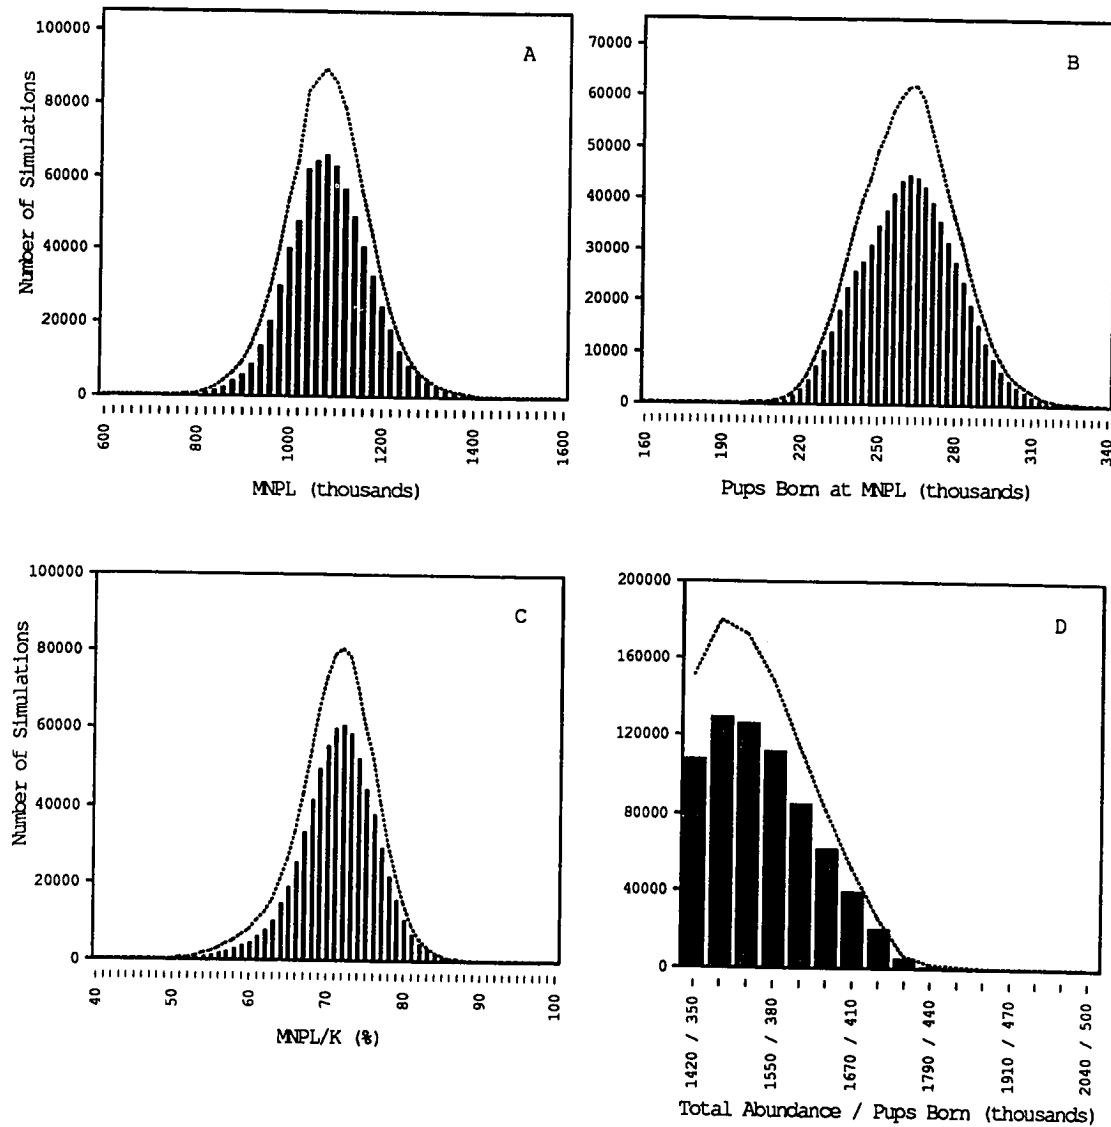 A
Number of Simulations
100000
80000
60000
40000
20000
0
600
800
1000
1200
1400
1600
MNPL (thousands)
B
70000
60000
50000
40000
30000
20000
10000
0
160
190
220
250
280
310
340
Pups Born at MNPL (thousands)
C
Number of Simulations
100000
80000
60000
40000
20000
0
40
50
60
70
80
90
100
MNPL/K (%)
D
200000
160000
120000
80000
40000
0
1420 / 350
1550 / 380
1670 / 410
1790 / 440
1910 / 470
2040 / 500
Total Abundance / Pups Born (thousands)